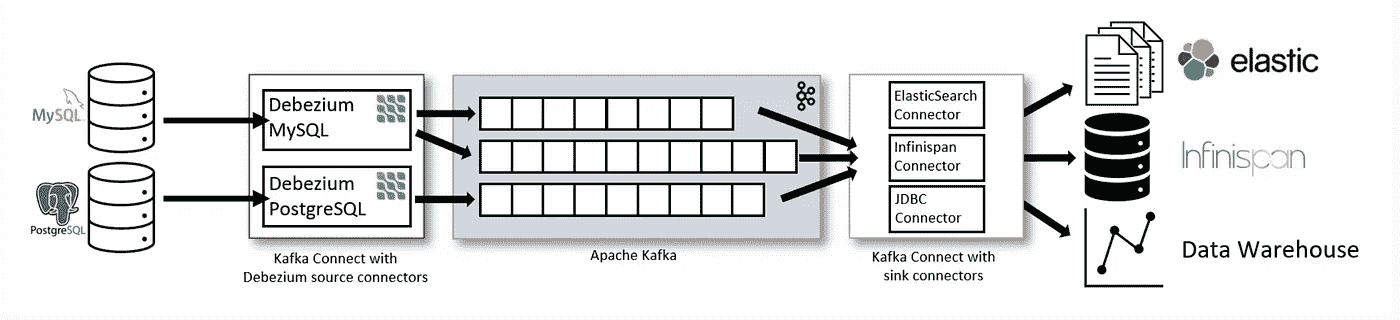 MySQL
PostgreSQL
Debezium
MySQL
Debezium
PostgreSQL
Kafka Connect with
Debezium source connectors
Apache Kafka
ElasticSearch
Connector
Infinispan
Connector
JDBC
Connector
Kafka Connect with
sink connectors
elastic
Infinispan
Data Warehouse